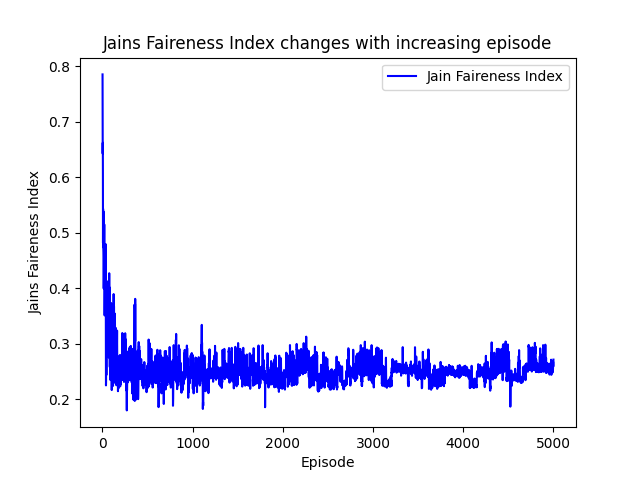 Jains Faireness Index changes with increasing episode
Jain Faireness Index
Jains Faireness Index
0.8
0.7
0.6
0.5
0.4
0.3
0.2
0 1000 2000 3000 4000 5000
Episode